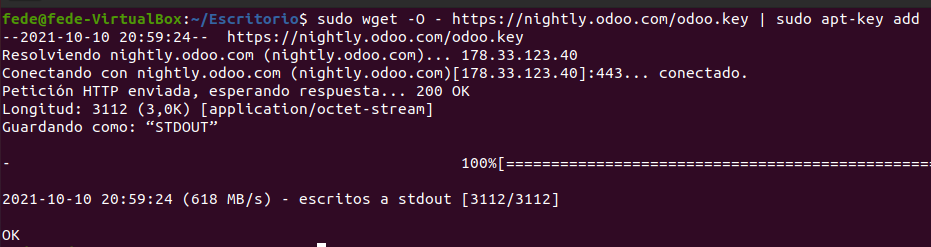 fede@fede-VirtualBox:~/Escritorio$ sudo wget -O - https://nightly.odoo.com/odoo.key | sudo apt-key add
--2021-10-10 20:59:24--  https://nightly.odoo.com/odoo.key
Resolviendo nightly.odoo.com (nightly.odoo.com)... 178.33.123.40
Conectando con nightly.odoo.com (nightly.odoo.com)[178.33.123.40]:443... conectado.
Petición HTTP enviada, esperando respuesta... 200 OK
Longitud: 3112 (3,0K) [application/octet-stream]
Guardando como: “STDOUT”
-                                                    100%[===============================================
2021-10-10 20:59:24 (618 MB/s) - escritos a stdout [3112/3112]
OK